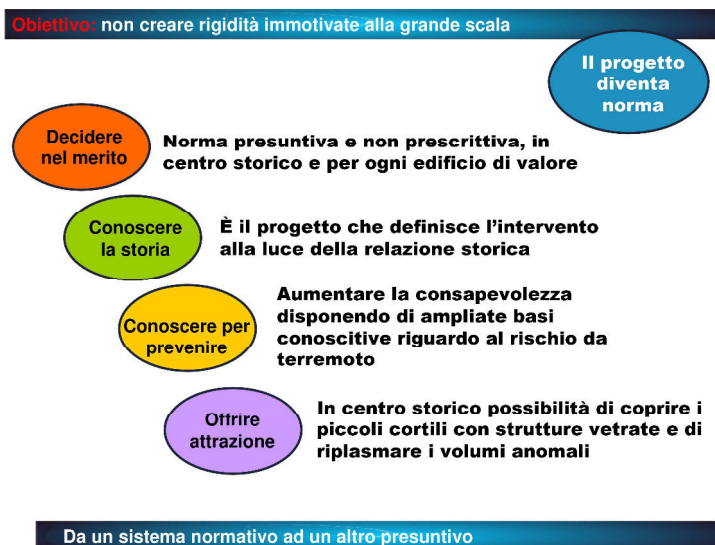 Obiettivo: non creare rigidità immotivate alla grande scala
Il progetto
diventa
norma
Decidere
nel merito
Norma presuntiva e non prescrittiva, in
centro storico e per ogni edificio di valore
Conoscere
la storia
È il progetto che definisce l'intervento
alla luce della relazione storica
Conoscere per
prevenire
Aumentare la consapevolezza
disponendo di ampliate basi
conoscitive riguardo al rischio da
terremoto
Offrire
attrazione
In centro storico possibilità di coprire i
piccoli cortili con strutture vetrate e di
riplasmare i volumi anomali
Da un sistema normativo ad un altro presuntivo